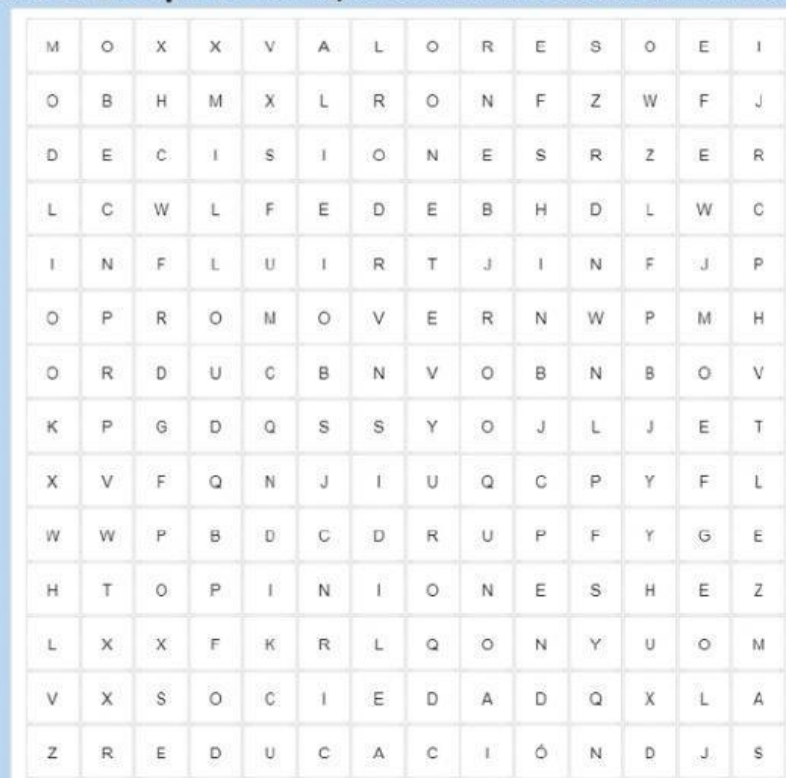 M O X X V A L O R E S O E I
O B H M X L R O N F Z W F J
D E C I S I O N E S R Z E R
L C W L F E D E B H D L W C
I N F L U I R T J I N F J P
O P R O M O V E R N W P M H
O R D U C B N V O B N B O V
K P G D Q S S Y O J L J E T
X V F Q N J I U Q C P Y F L
W W P B D C D R U P F Y G E
H T O P I N I O N E S H E Z
L X X F K R L Q O N Y U O M
V X S O C I E D A D Q X L A
Z R E D U C A C I Ó N D J S